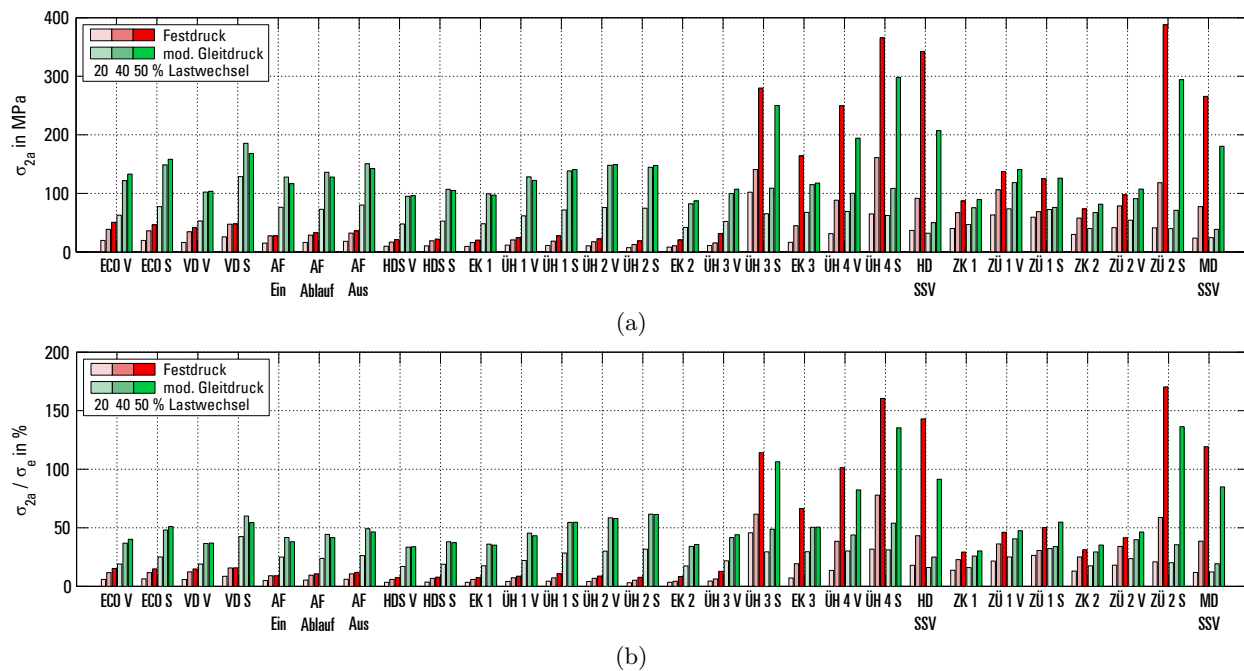 400
300
200
100
0
σ2a in MPa
Festdruck
mod. Gleitdruck
20 40 50 % Lastwechsel
ECO V ECO S VD V VD S AF Ein AF Ablauf AF Aus HDS V HDS S EK 1 ÜH 1 V ÜH 1 S ÜH 2 V ÜH 2 S EK 2 ÜH 3 V ÜH 3 S EK 3 ÜH 4 V ÜH 4 S HD SSV ZK 1 ZÜ 1 V ZÜ 1 S ZK 2 ZÜ 2 V ZÜ 2 S MD SSV
(a)
200
150
100
50
0
σ2a / σe in %
Festdruck
mod. Gleitdruck
20 40 50 % Lastwechsel
ECO V ECO S VD V VD S AF Ein AF Ablauf AF Aus HDS V HDS S EK 1 ÜH 1 V ÜH 1 S ÜH 2 V ÜH 2 S EK 2 ÜH 3 V ÜH 3 S EK 3 ÜH 4 V ÜH 4 S HD SSV ZK 1 ZÜ 1 V ZÜ 1 S ZK 2 ZÜ 2 V ZÜ 2 S MD SSV
(b)